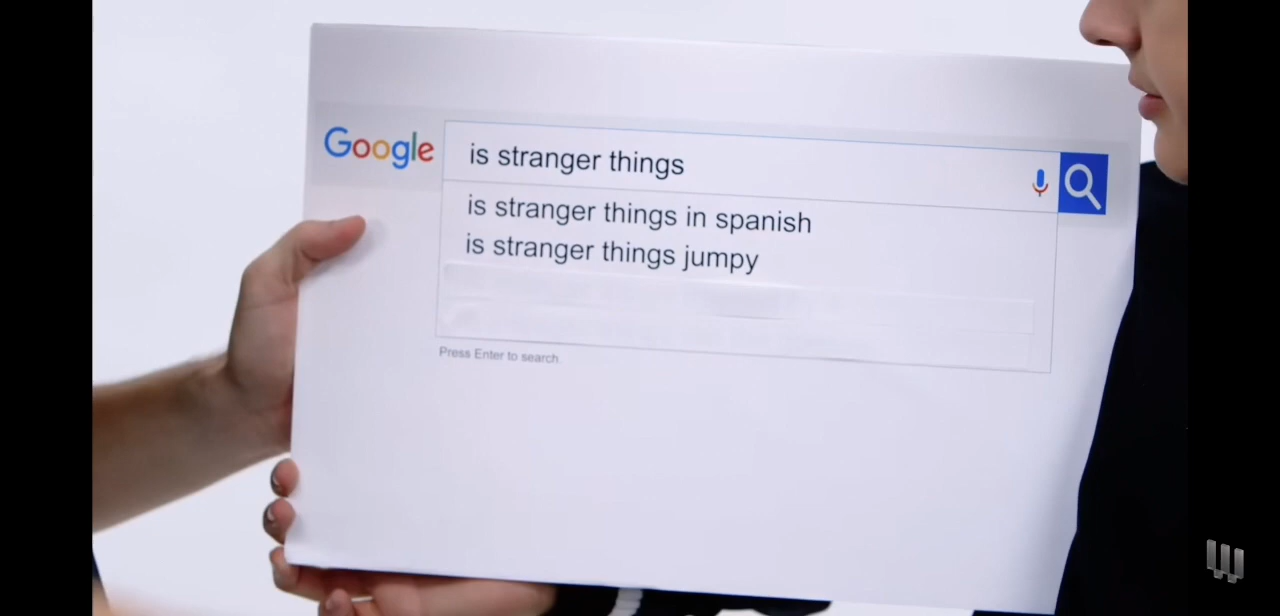 Google
is stranger things
is stranger things in spanish
is stranger things jumpy
Press Enter to search.